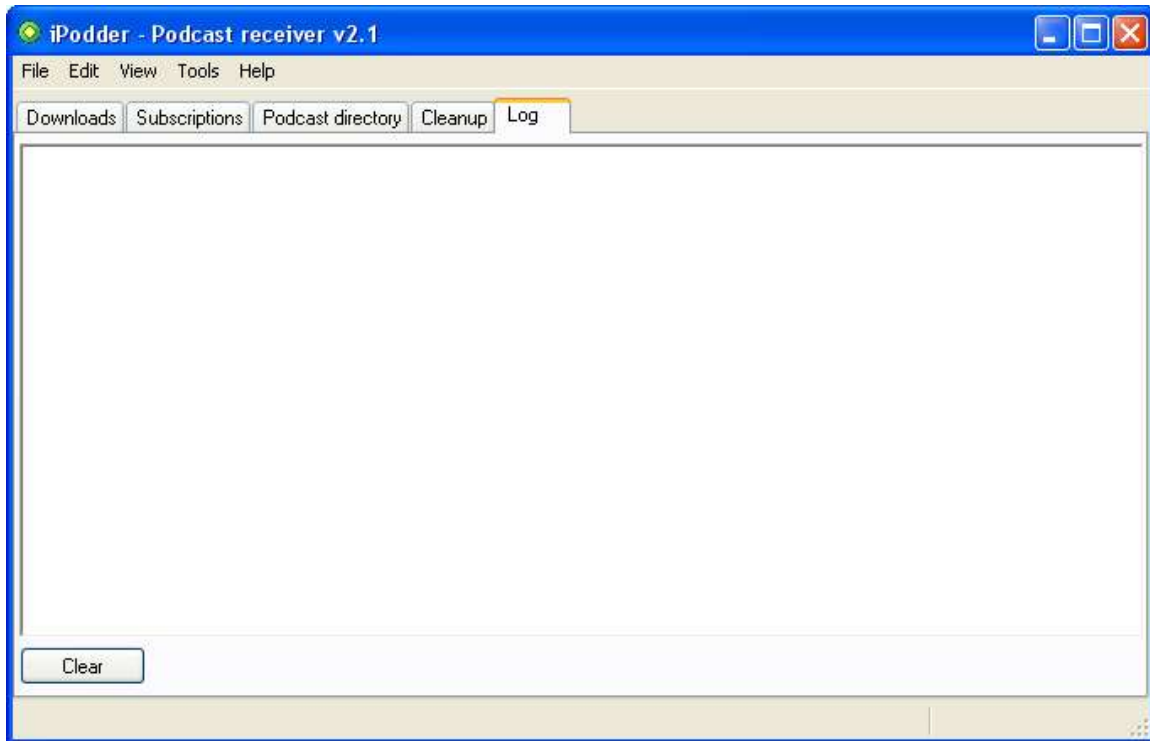 iPodder - Podcast receiver v2.1
File Edit View Tools Help
Downloads Subscriptions Podcast directory Cleanup Log
Clear